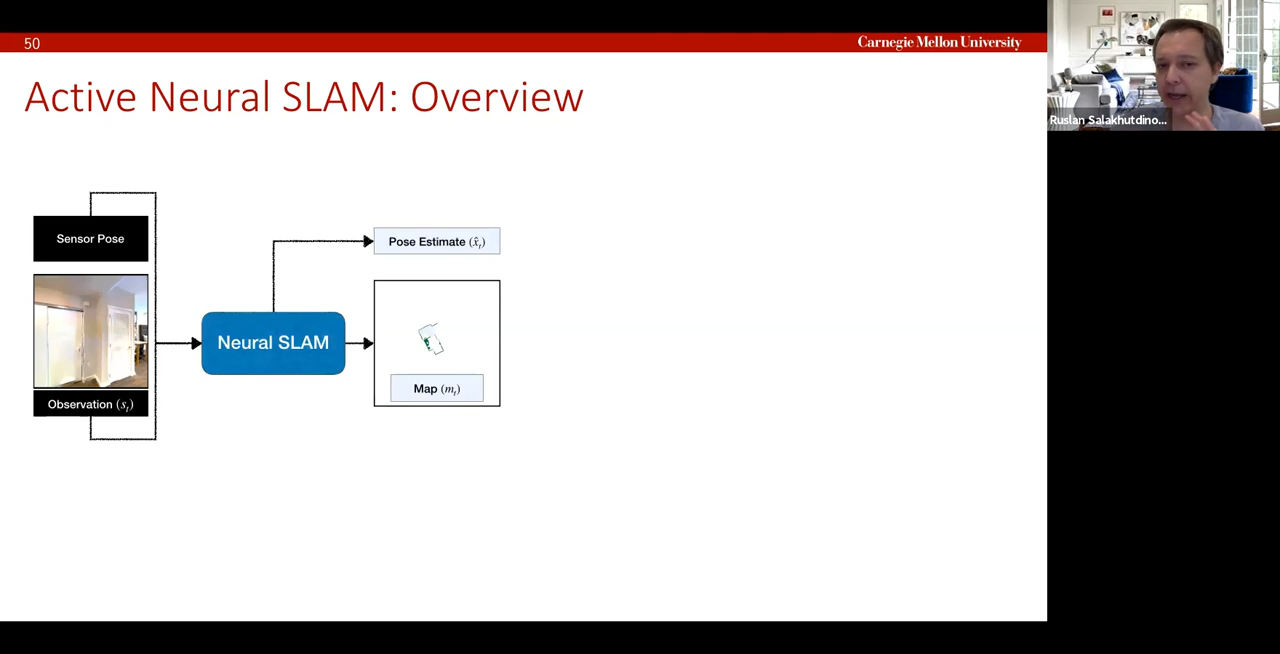 50
Carnegie Mellon University
Ruslan Salakhutdino...
Active Neural SLAM: Overview
Sensor Pose
Pose Estimate (x̂ₜ)
Neural SLAM
Map (mₜ)
Observation (sₜ)